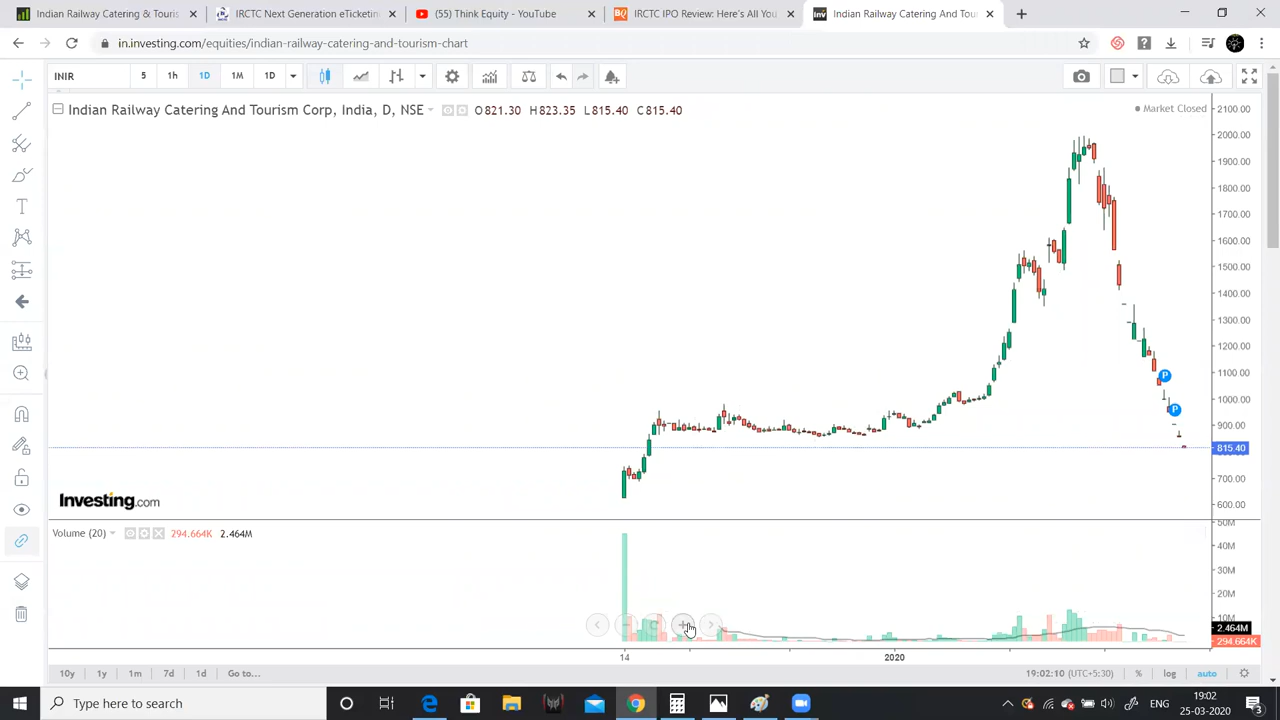 Indian Railway Catering & Touris
IRCTC Next Generation eTicketing
(55) Think Equity - YouTube
IRCTC IPO Review: Here's All You
Indian Railway Catering And Tour
in.investing.com/equities/indian-railway-catering-and-tourism-chart
INIR
5
1h
1D
1M
1D
Indian Railway Catering And Tourism Corp, India, D, NSE
O821.30 H823.35 L815.40 C815.40
Market Closed
2100.00
2000.00
1900.00
1800.00
1700.00
1600.00
1500.00
1400.00
1300.00
1200.00
1100.00
1000.00
900.00
815.40
700.00
600.00
P
P
Investing.com
Volume (20)
294.664K 2.464M
50M
40M
30M
20M
10M
2.464M
294.664K
14
2020
10y
1y
1m
7d
1d
Go to...
19:02:10 (UTC+5:30)
%
log
auto
Type here to search
19:02
25-03-2020
3